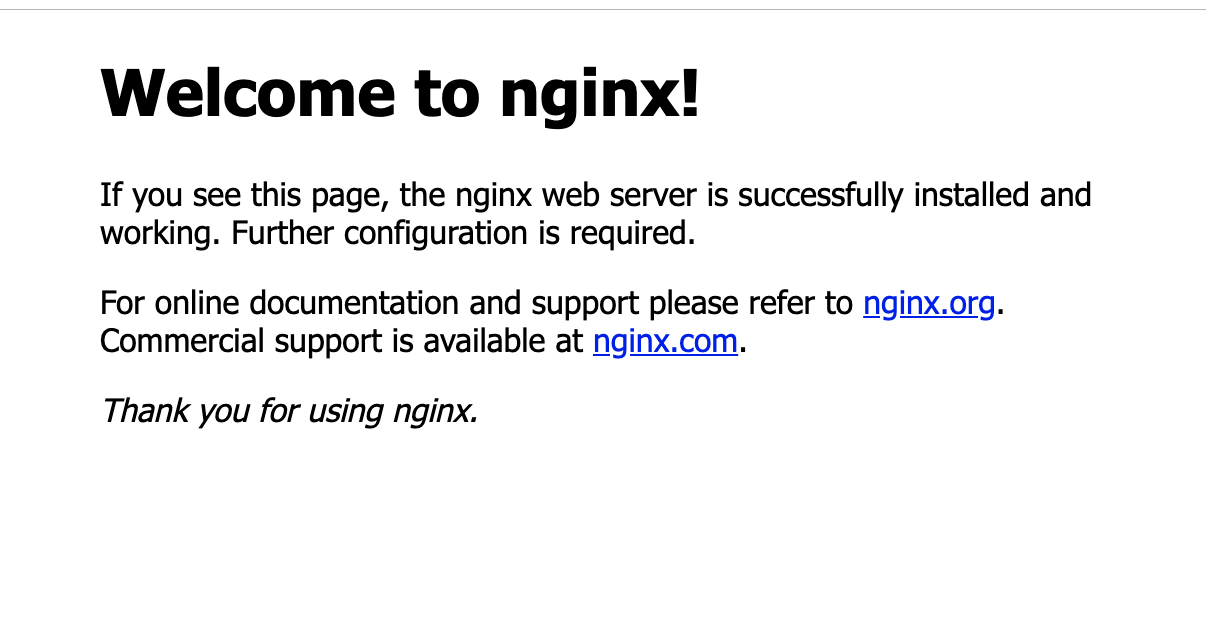 Welcome to nginx!
If you see this page, the nginx web server is successfully installed and
working. Further configuration is required.
For online documentation and support please refer to nginx.org.
Commercial support is available at nginx.com.
Thank you for using nginx.